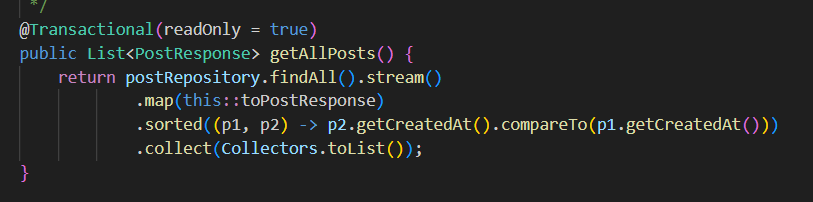 */
@Transactional(readOnly = true)
public List<PostResponse> getAllPosts() {
    return postRepository.findAll().stream()
            .map(this::toPostResponse)
            .sorted((p1, p2) -> p2.getCreatedAt().compareTo(p1.getCreatedAt()))
            .collect(Collectors.toList());
}